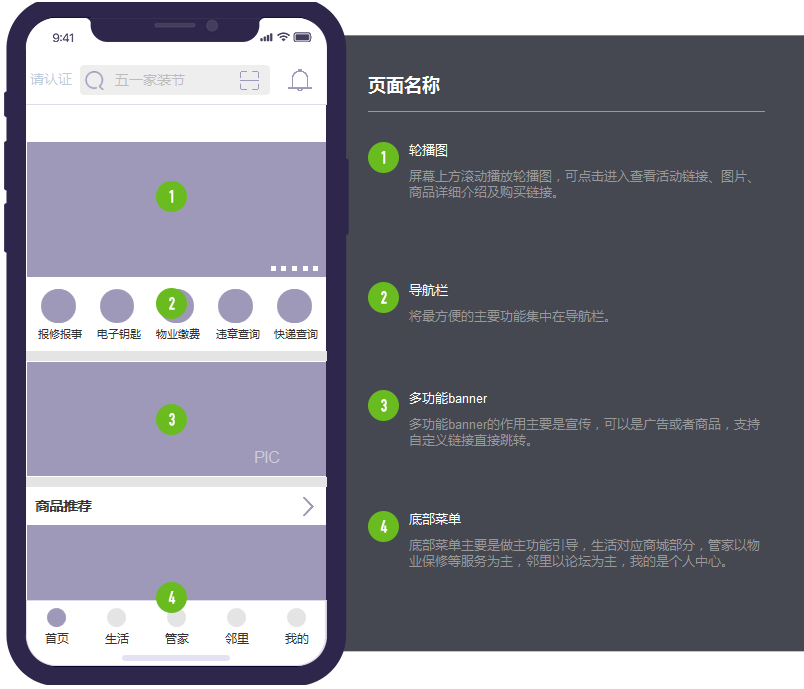 9:41
请认证
五一家装节
1
2
报修报事
电子钥匙
物业缴费
违章查询
快递查询
3
PIC
商品推荐
4
首页
生活
管家
邻里
我的
页面名称
1
轮播图
屏幕上方滚动播放轮播图，可点击进入查看活动链接、图片、
商品详细介绍及购买链接。
2
导航栏
将最方便的主要功能集中在导航栏。
3
多功能banner
多功能banner的作用主要是宣传，可以是广告或者商品，支持
自定义链接直接跳转。
4
底部菜单
底部菜单主要是做主功能引导，生活对应商城部分，管家以物
业保修等服务为主，邻里以论坛为主，我的是个人中心。